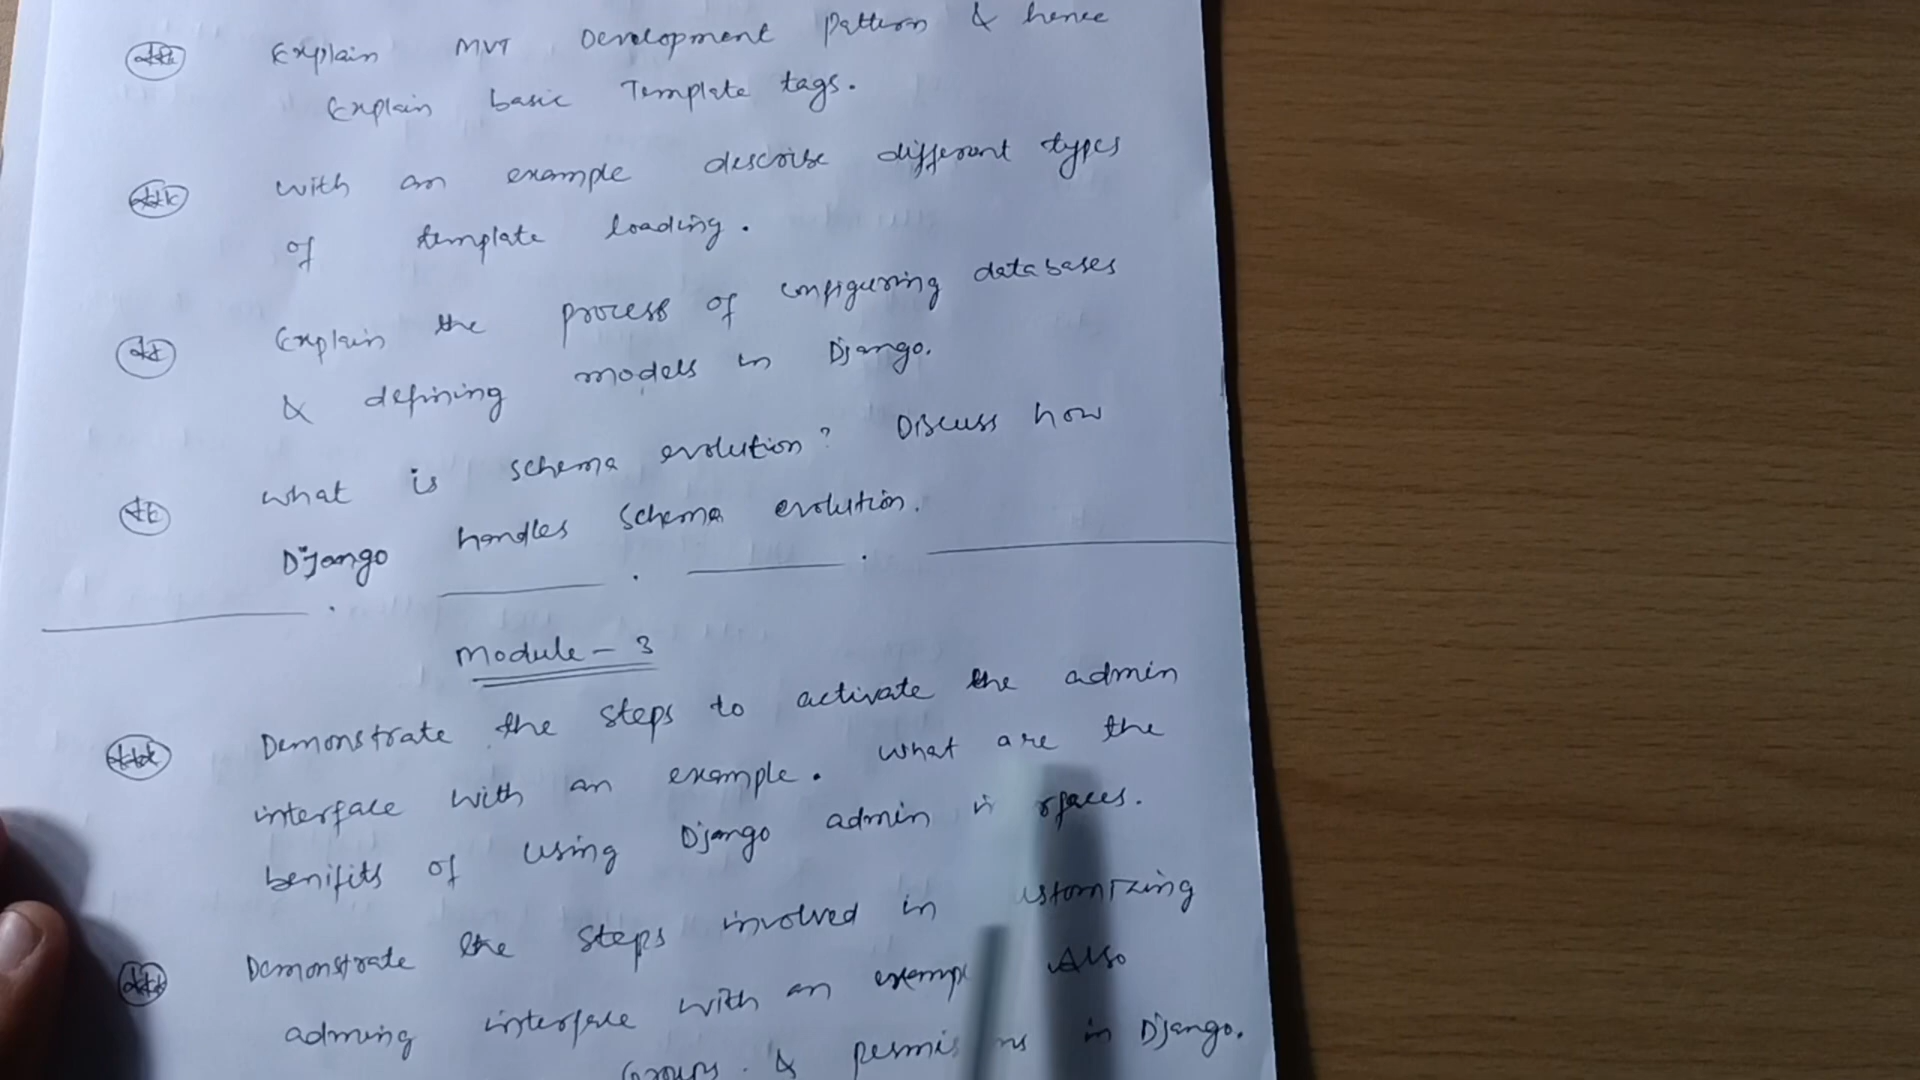 *** Explain MVT Development Pattern & hence
Explain basic Template tags.
*** with an example describe different types
of template loading.
** Explain the process of configuring databases
& defining models in Django.
** what is schema evolution? Discuss how
Django handles Schema evolution.
Module - 3
*** Demonstrate the steps to activate the admin
interface with an example. what are the
benifits of using Django admin
*** Demonstrate the steps involved in
adming interface with an Also
Groups & in Django.